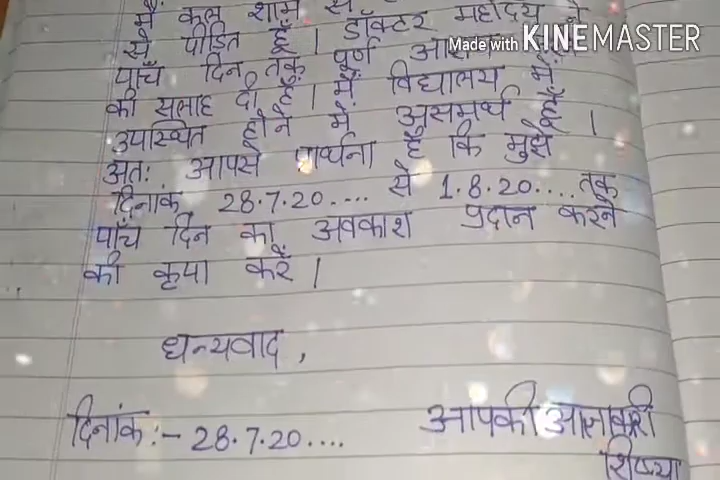 मैं कल शाम से
से पीड़ित हूँ। डॉक्टर महोदय ने
Made with KINEMASTER
पाँच दिन तक पूर्ण
की सलाह दी है। मैं विद्यालय में
उपस्थित होने में असमर्थ हूँ।
अतः आपसे प्रार्थना है कि मुझे
दिनांक 28.7.20.... से 1.8.20.... तक
पाँच दिन का अवकाश प्रदान करने
की कृपा करें।
धन्यवाद,
दिनांक:- 28.7.20.... आपकी आज्ञाकारी
शिष्या